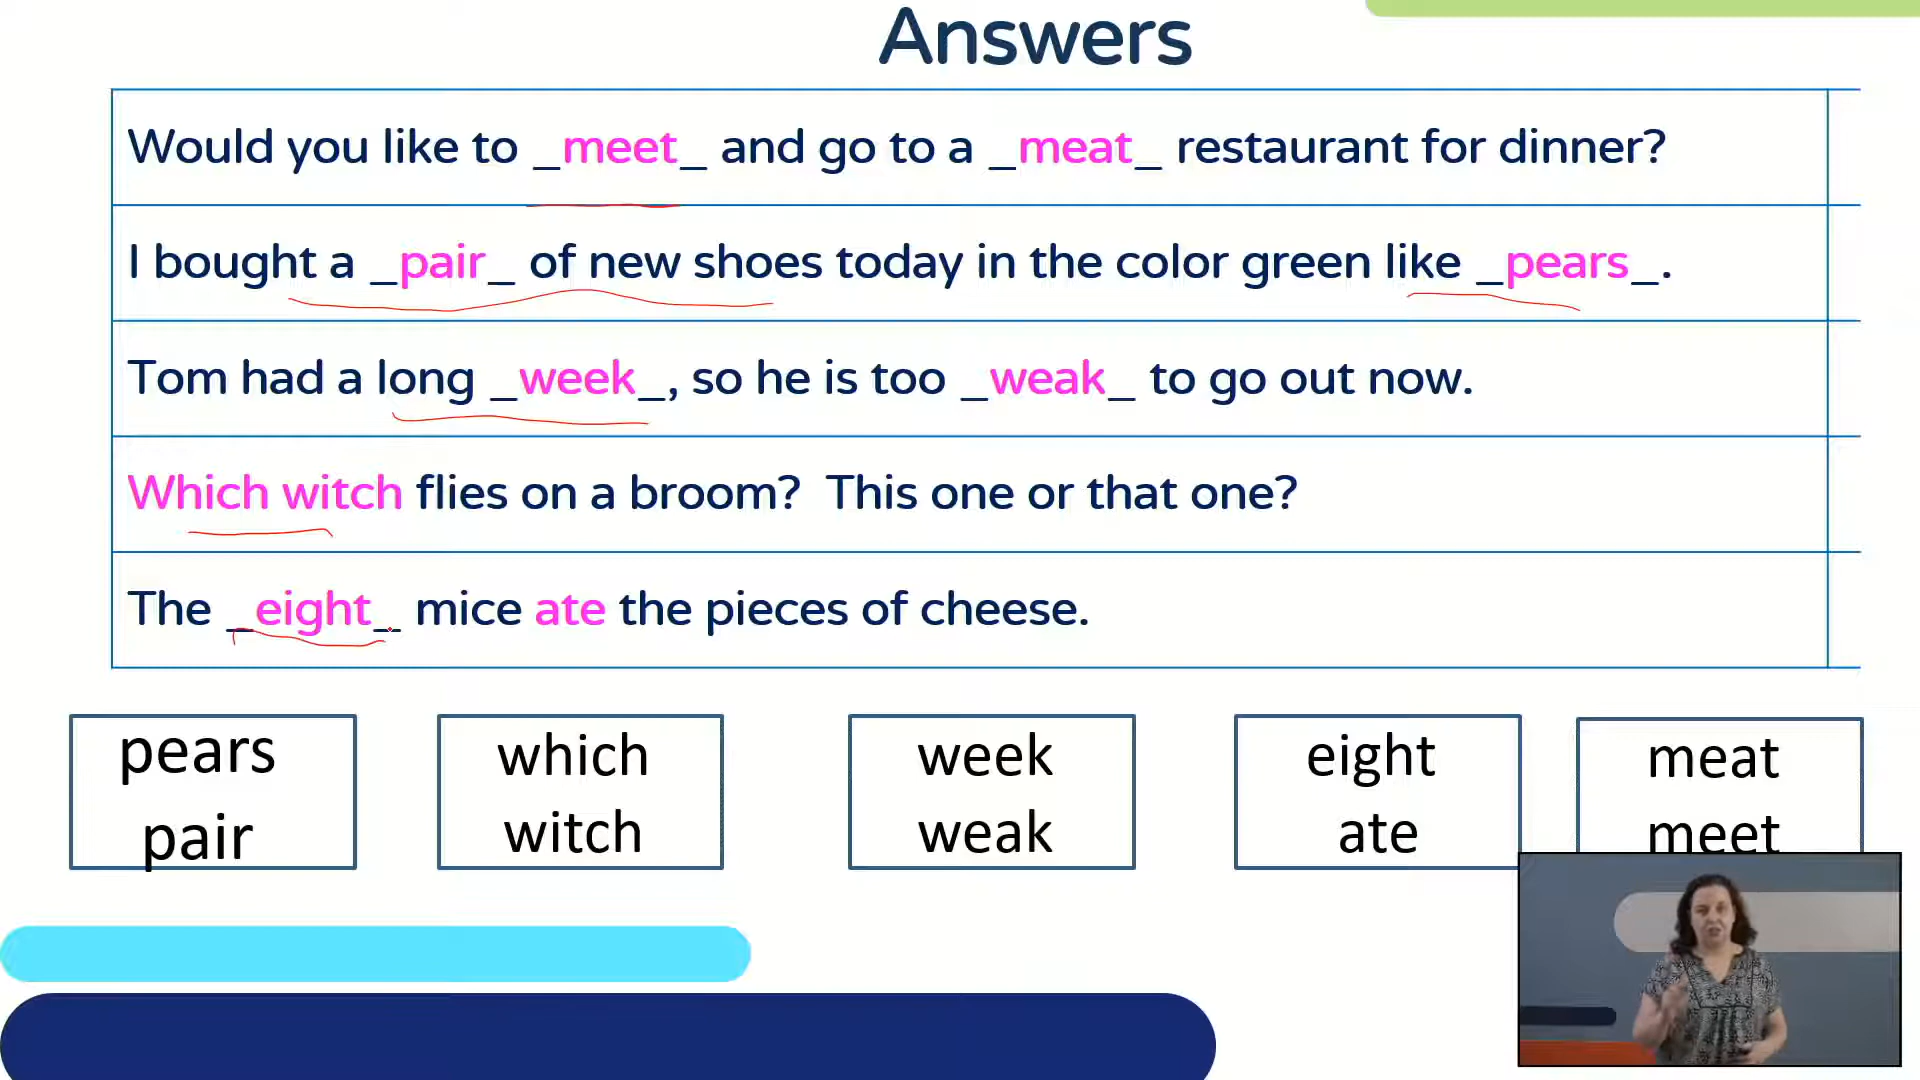 Answers
Would you like to _meet_ and go to a _meat_ restaurant for dinner?
I bought a _pair_ of new shoes today in the color green like _pears_.
Tom had a long _week_, so he is too _weak_ to go out now.
Which witch flies on a broom?  This one or that one?
The _eight_ mice ate the pieces of cheese.
pears
pair
which
witch
week
weak
eight
ate
meat
meet